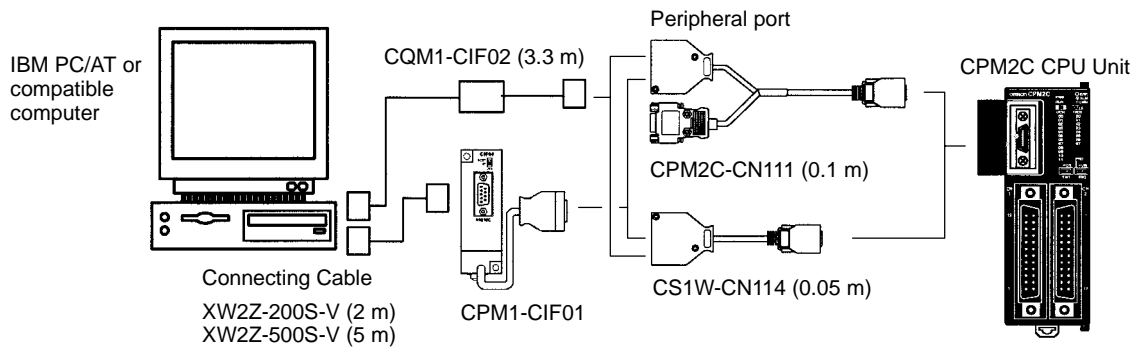 Peripheral port
IBM PC/AT or
compatible
computer
CQM1-CIF02 (3.3 m)
CPM2C CPU Unit
CPM2C-CN111 (0.1 m)
Connecting Cable
XW2Z-200S-V (2 m)
XW2Z-500S-V (5 m)
CPM1-CIF01
CS1W-CN114 (0.05 m)